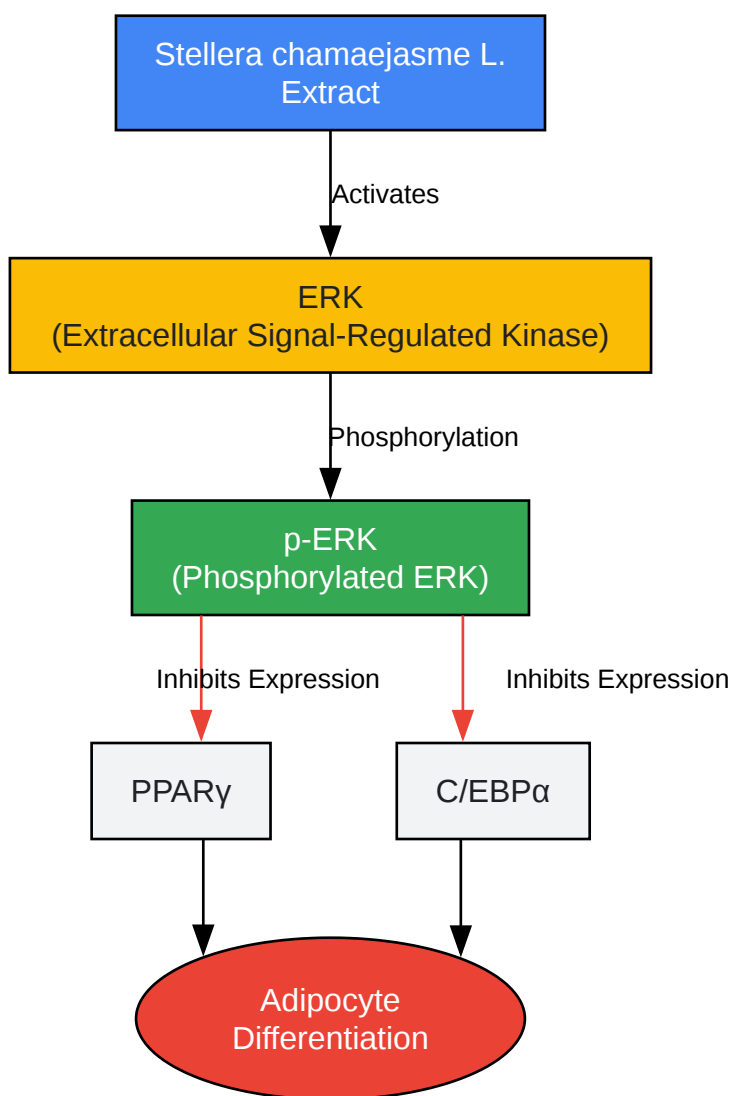 Stellera chamaejasme L.
Extract
Activates
ERK
(Extracellular Signal-Regulated Kinase)
Phosphorylation
p-ERK
(Phosphorylated ERK)
Inhibits Expression
Inhibits Expression
PPARγ
C/EBPα
Adipocyte
Differentiation